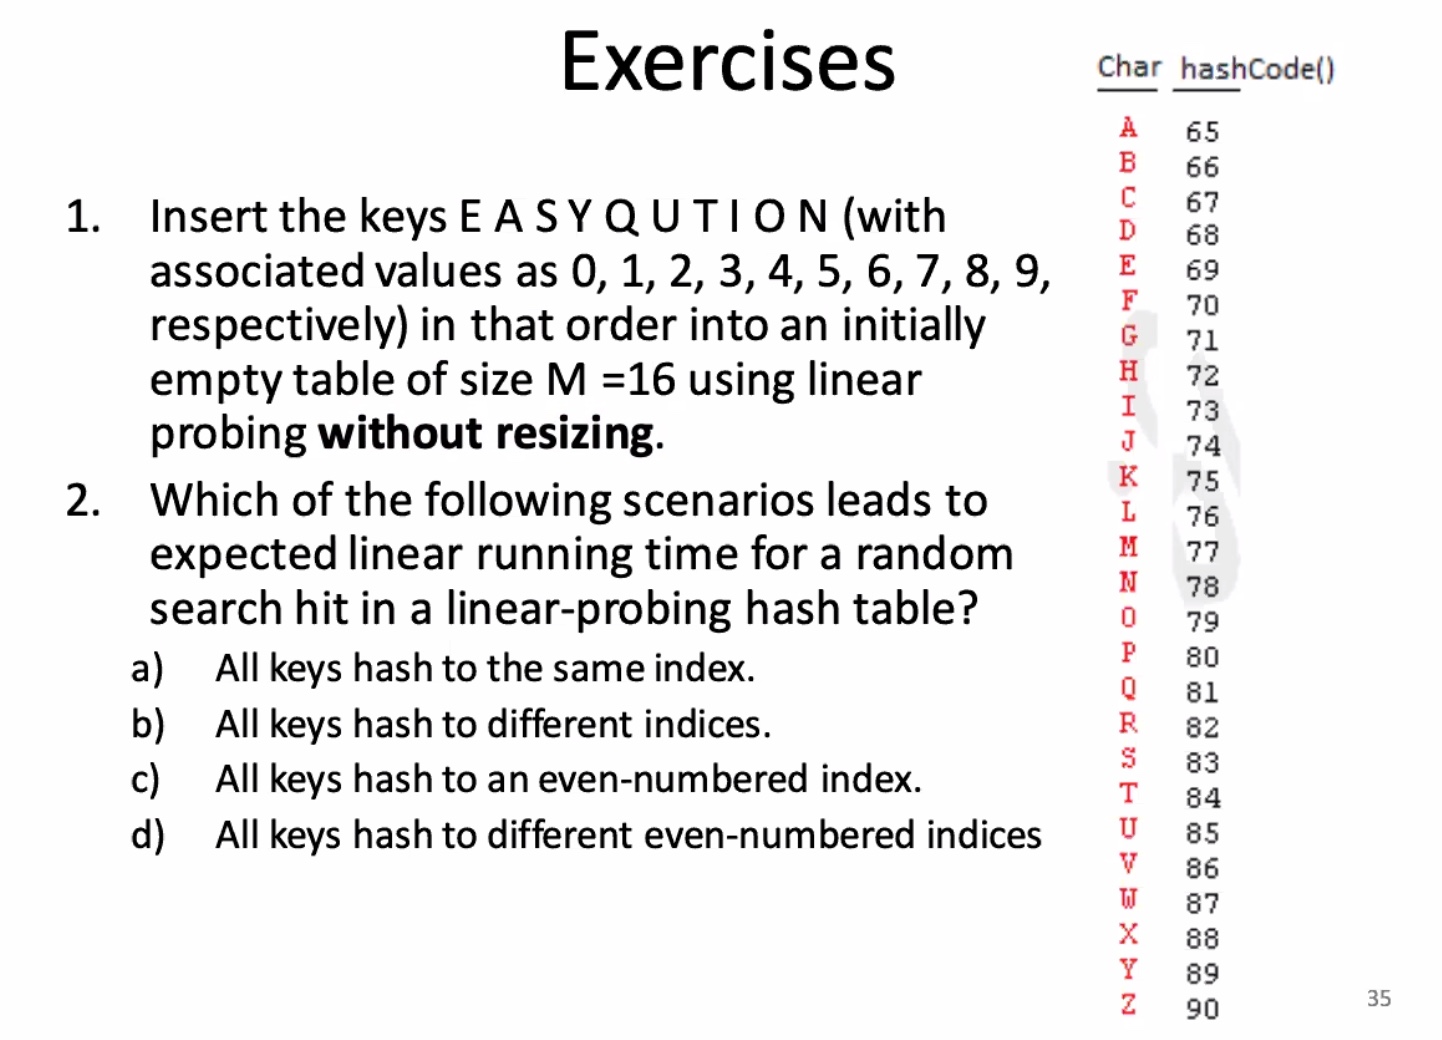 Exercises
1. Insert the keys E A S Y Q U T I O N (with
associated values as 0, 1, 2, 3, 4, 5, 6, 7, 8, 9,
respectively) in that order into an initially
empty table of size M =16 using linear
probing without resizing.
2. Which of the following scenarios leads to
expected linear running time for a random
search hit in a linear-probing hash table?
a) All keys hash to the same index.
b) All keys hash to different indices.
c) All keys hash to an even-numbered index.
d) All keys hash to different even-numbered indices
Char hashCode()
A 65
B 66
C 67
D 68
E 69
F 70
G 71
H 72
I 73
J 74
K 75
L 76
M 77
N 78
O 79
P 80
Q 81
R 82
S 83
T 84
U 85
V 86
W 87
X 88
Y 89
Z 90
35